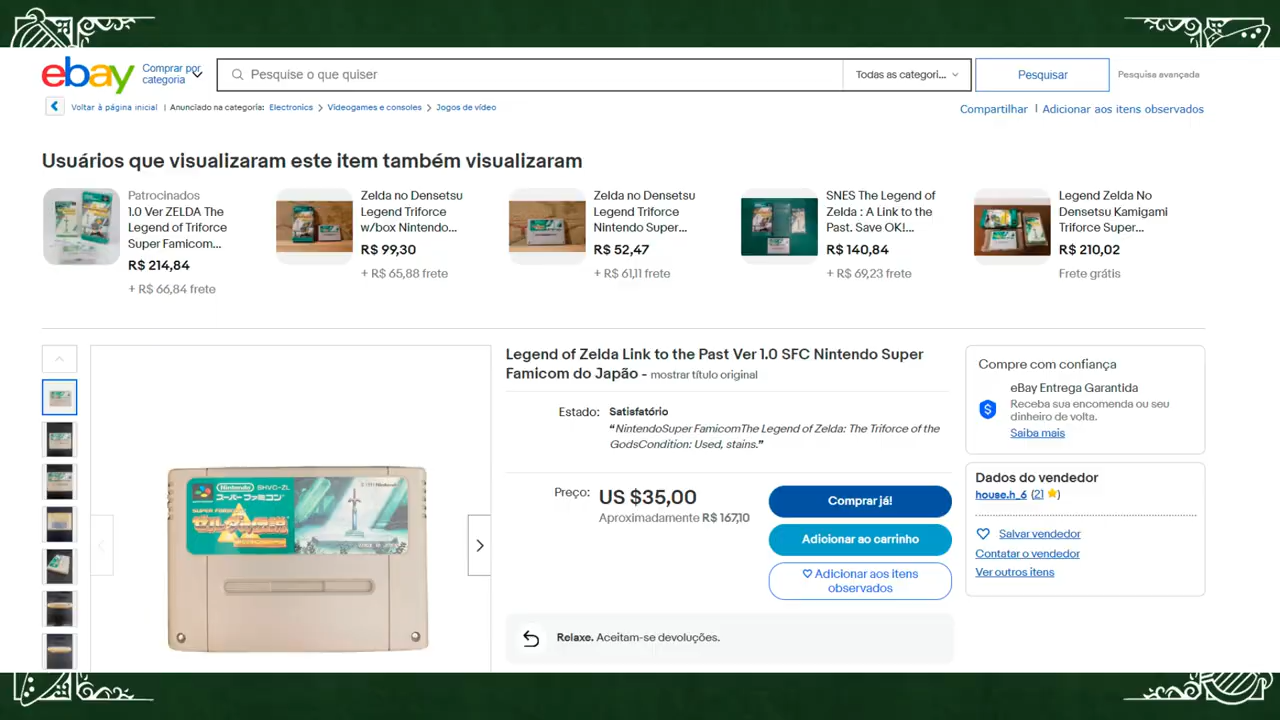 ebay
Comprar por
categoria
Pesquise o que quiser
Todas as categori...
Pesquisar
Pesquisa avançada
Voltar à página inicial | Anunciado na categoria: Electronics > Videogames e consoles > Jogos de vídeo
Compartilhar | Adicionar aos itens observados
Usuários que visualizaram este item também visualizaram
Patrocinados
1.0 Ver ZELDA The
Legend of Triforce
Super Famicom...
R$ 214,84
+ R$ 66,84 frete
Zelda no Densetsu
Legend Triforce
w/box Nintendo...
R$ 99,30
+ R$ 65,88 frete
Zelda no Densetsu
Legend Triforce
Nintendo Super...
R$ 52,47
+ R$ 61,11 frete
SNES The Legend of
Zelda : A Link to the
Past. Save OK!...
R$ 140,84
+ R$ 69,23 frete
Legend Zelda No
Densetsu Kamigami
Triforce Super...
R$ 210,02
Frete grátis
Nintendo SHVC-ZL
スーパーファミコン
ゼルダの伝説
Legend of Zelda Link to the Past Ver 1.0 SFC Nintendo Super
Famicom do Japão - mostrar título original
Estado: Satisfatório
“NintendoSuper FamicomThe Legend of Zelda: The Triforce of the
GodsCondition: Used, stains.”
Preço: US $35,00
Aproximadamente R$ 167,10
Comprar já!
Adicionar ao carrinho
Adicionar aos itens
observados
Relaxe. Aceitam-se devoluções.
Compre com confiança
eBay Entrega Garantida
Receba sua encomenda ou seu
dinheiro de volta.
Saiba mais
Dados do vendedor
house.h_6 (21)
Salvar vendedor
Contatar o vendedor
Ver outros itens